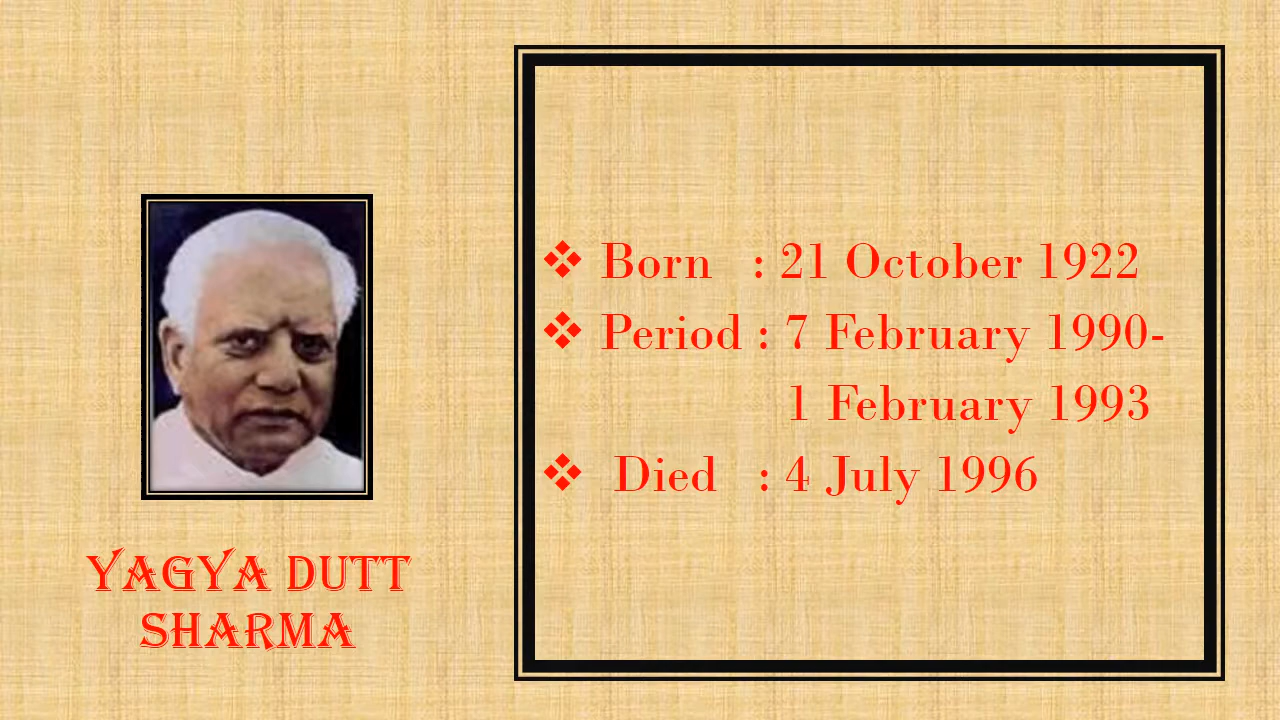 YAGYA DUTT
SHARMA
❖ Born : 21 October 1922
❖ Period : 7 February 1990-
1 February 1993
❖ Died : 4 July 1996